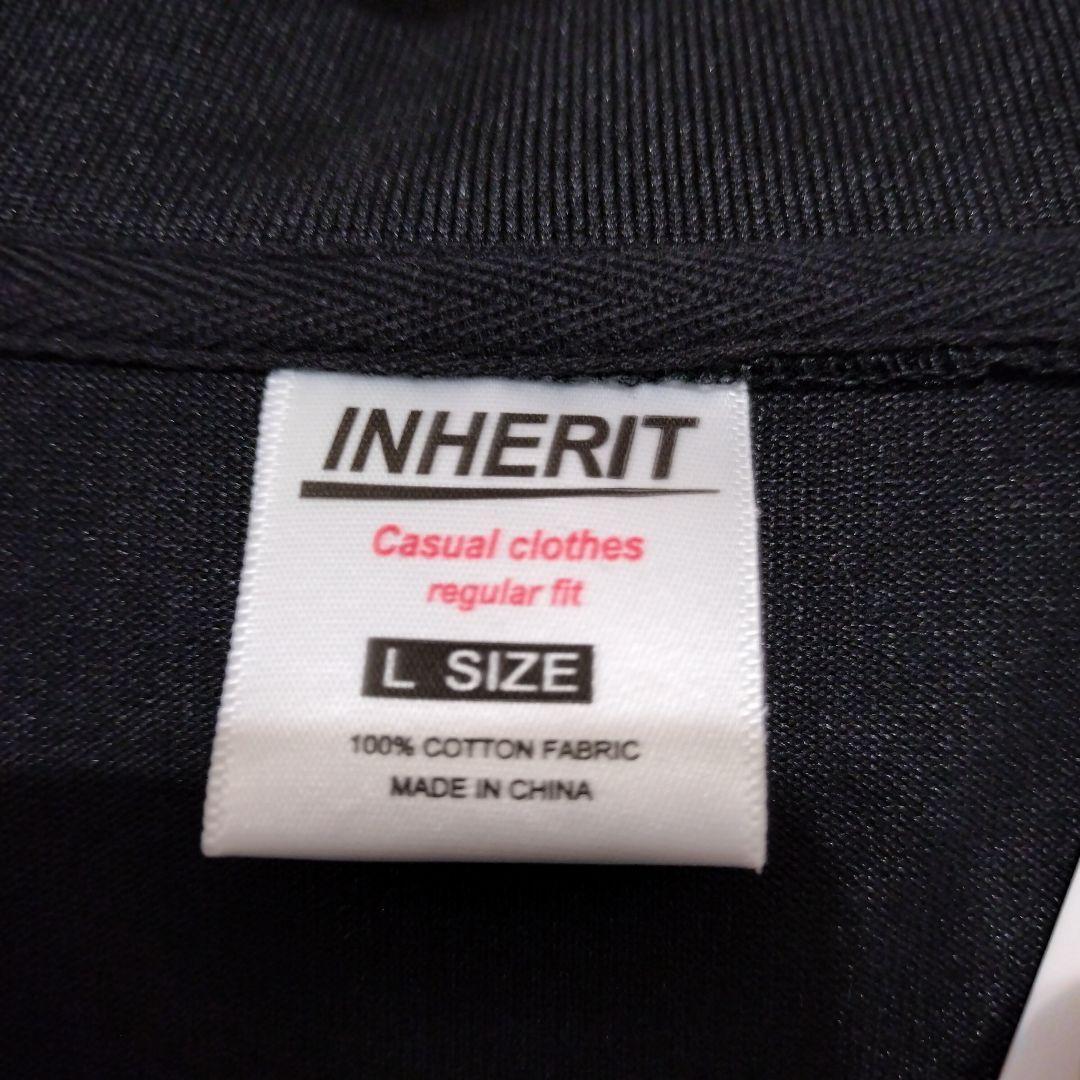 INHERIT
Casual clothes
regular fit
L SIZE
100% COTTON FABRIC
MADE IN CHINA